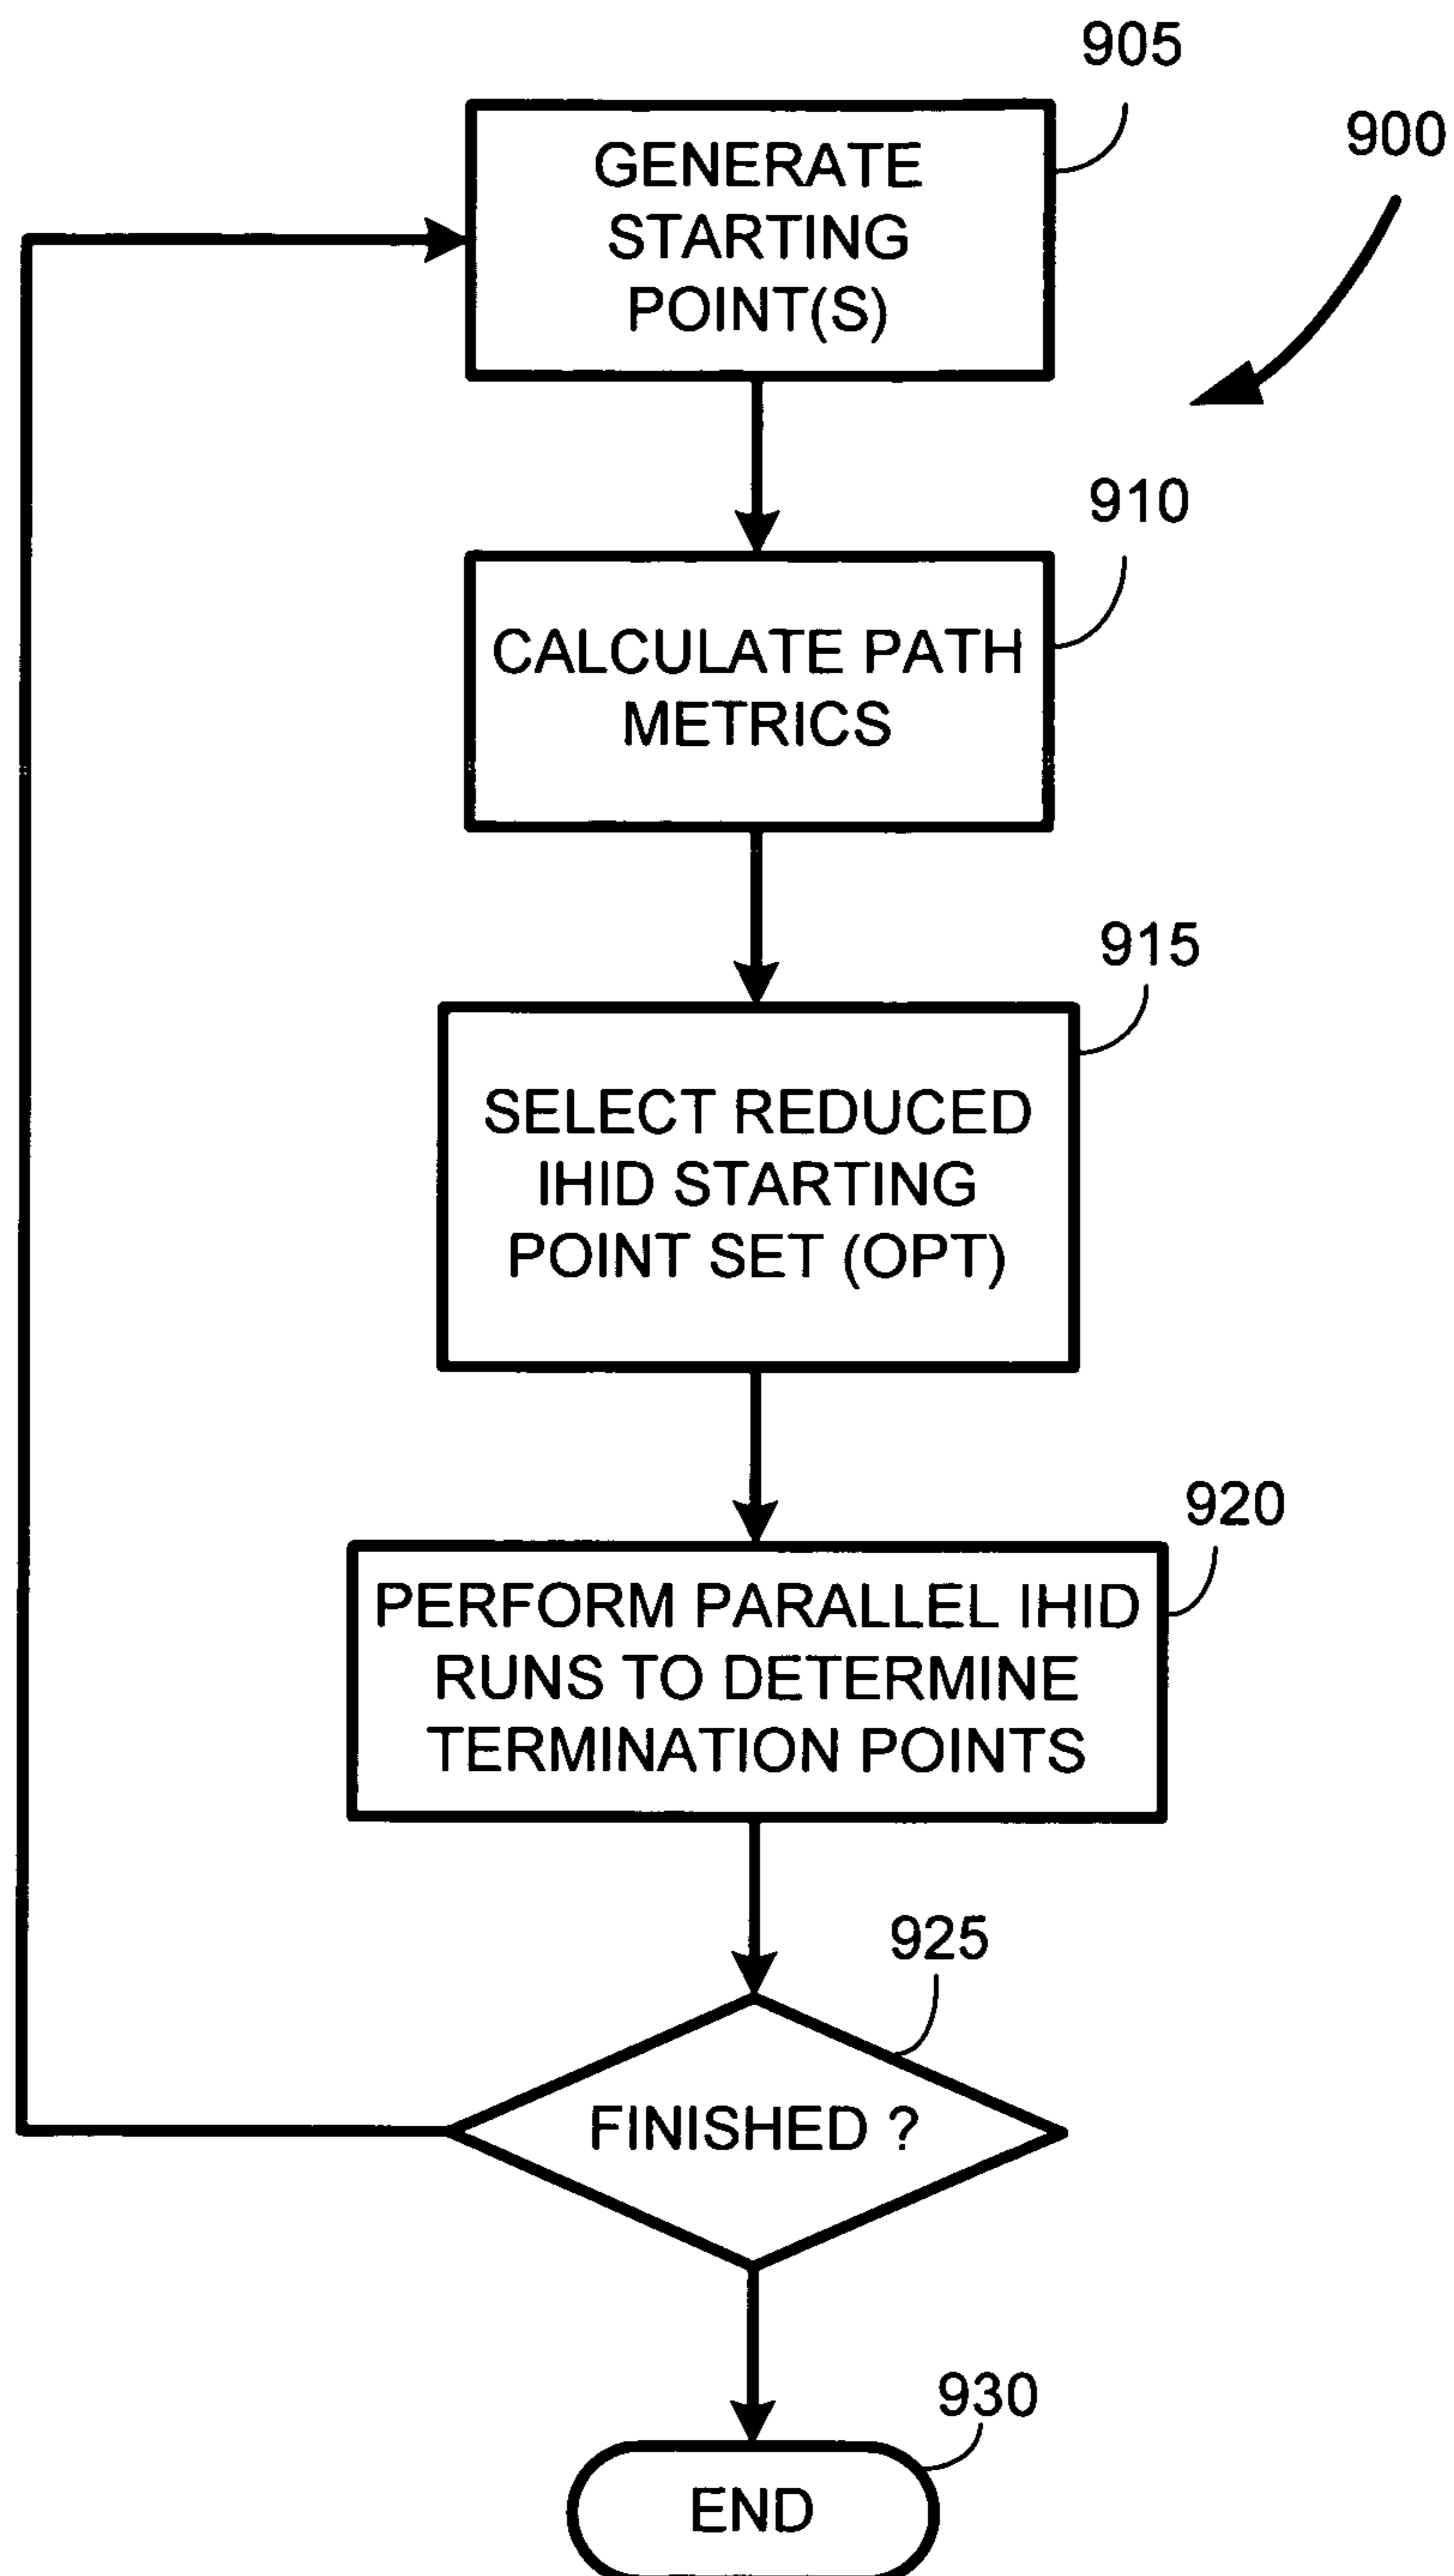 905
900
GENERATE
STARTING
POINT(S)
910
CALCULATE PATH
METRICS
915
SELECT REDUCED
IHID STARTING
POINT SET (OPT)
920
PERFORM PARALLEL IHID
RUNS TO DETERMINE
TERMINATION POINTS
925
FINISHED ?
930
END